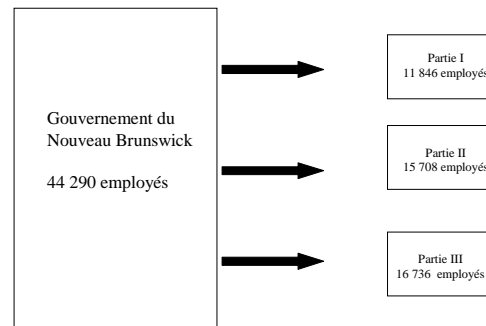 Gouvernement du
Nouveau Brunswick
44 290 employés
Partie I
11 846 employés
Partie II
15 708 employés
Partie III
16 736 employés